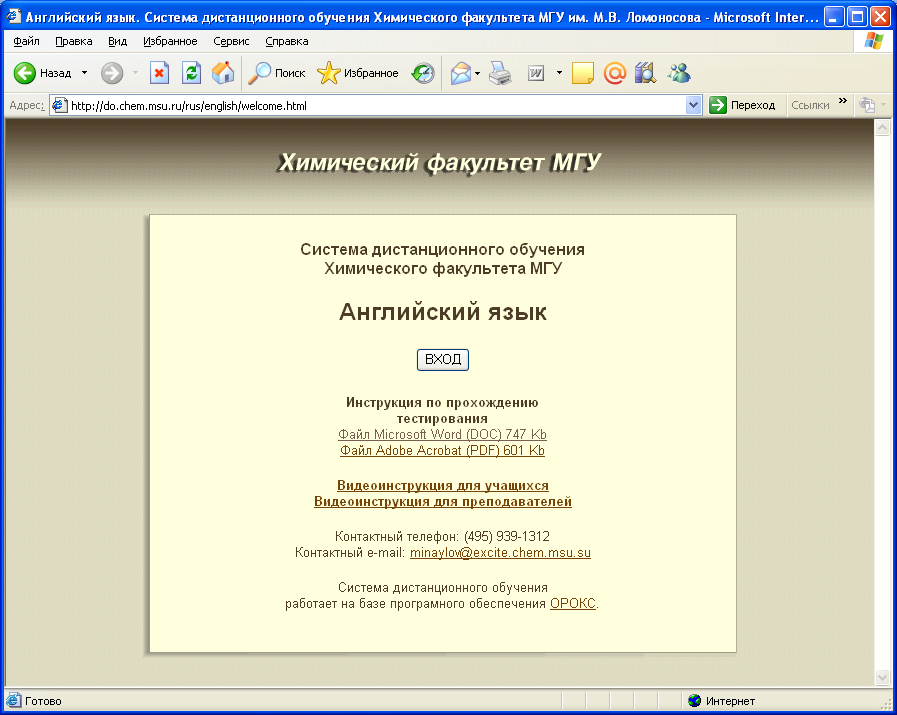 Английский язык. Система дистанционного обучения Химического факультета МГУ им. М.В. Ломоносова - Microsoft Inter...
Файл Правка Вид Избранное Сервис Справка
Назад Поиск Избранное
Адрес: http://do.chem.msu.ru/rus/english/welcome.html Переход Ссылки »
Химический факультет МГУ
Система дистанционного обучения
Химического факультета МГУ
Английский язык
ВХОД
Инструкция по прохождению
тестирования
Файл Microsoft Word (DOC) 747 Kb
Файл Adobe Acrobat (PDF) 601 Kb
Видеоинструкция для учащихся
Видеоинструкция для преподавателей
Контактный телефон: (495) 939-1312
Контактный e-mail: minaylov@excite.chem.msu.su
Система дистанционного обучения
работает на базе програмного обеспечения ОРОКС.
Готово Интернет